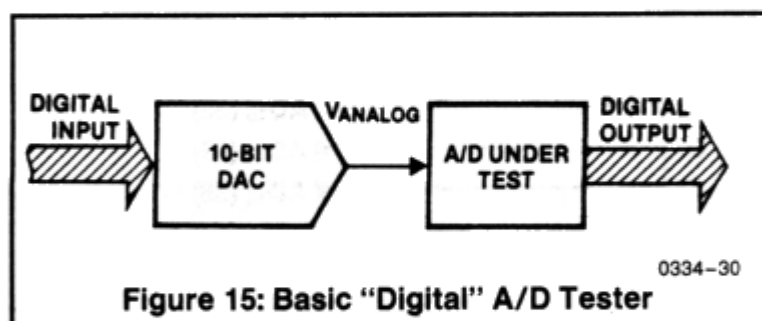 DIGITAL
INPUT
10-BIT
DAC
VANALOG
A/D UNDER
TEST
DIGITAL
OUTPUT
0334–30
Figure 15: Basic “Digital” A/D Tester